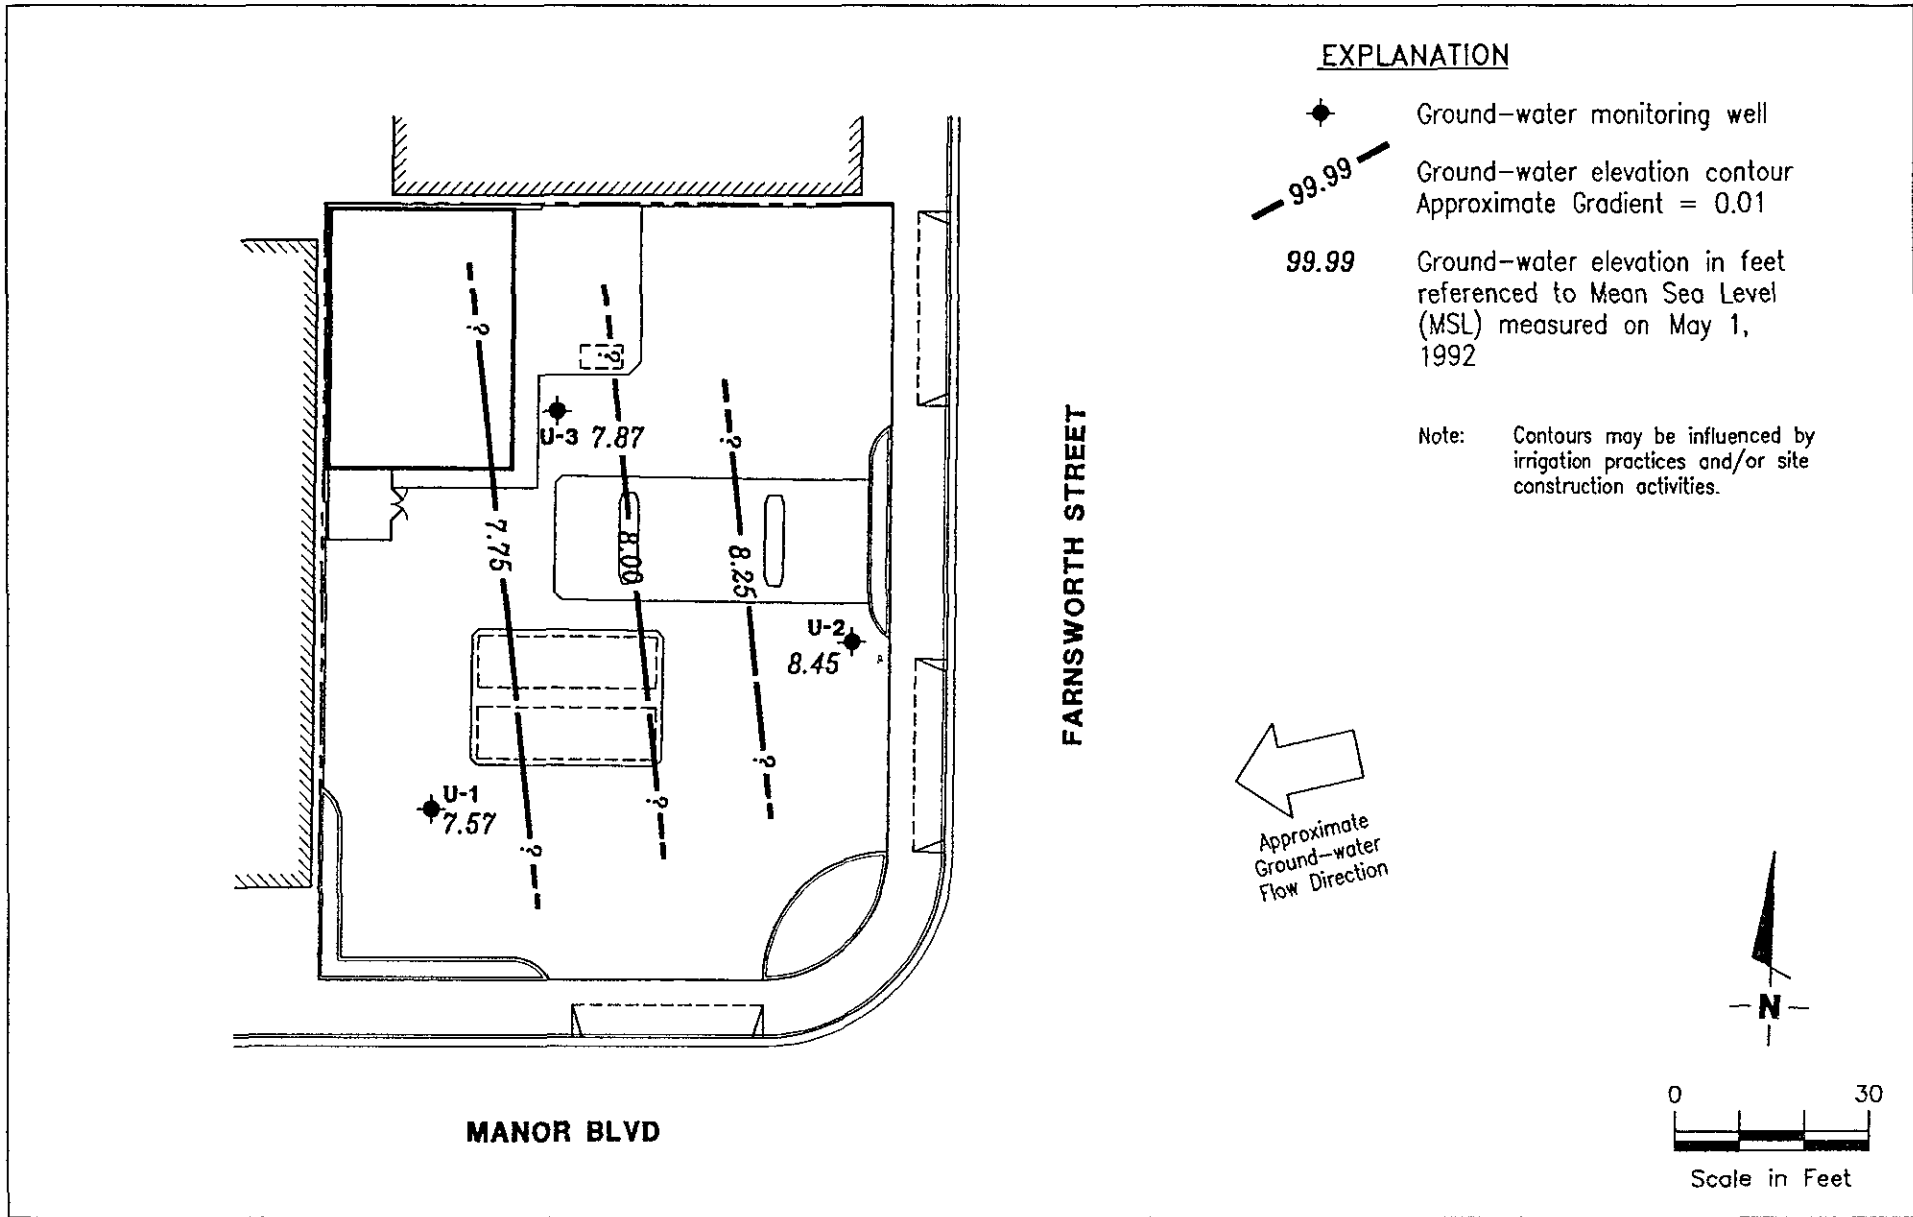 EXPLANATION
Ground-water monitoring well
99.99
Ground-water elevation contour
Approximate Gradient = 0.01
99.99
Ground-water elevation in feet
referenced to Mean Sea Level
(MSL) measured on May 1,
1992
Note:
Contours may be influenced by
irrigation practices and/or site
construction activities.
?
?
?
U-3 7.87
7.75
8.00
8.25
U-2
8.45
U-1
7.57
?
?
?
FARNSWORTH STREET
MANOR BLVD
Approximate
Ground-water
Flow Direction
N
0 30
Scale in Feet